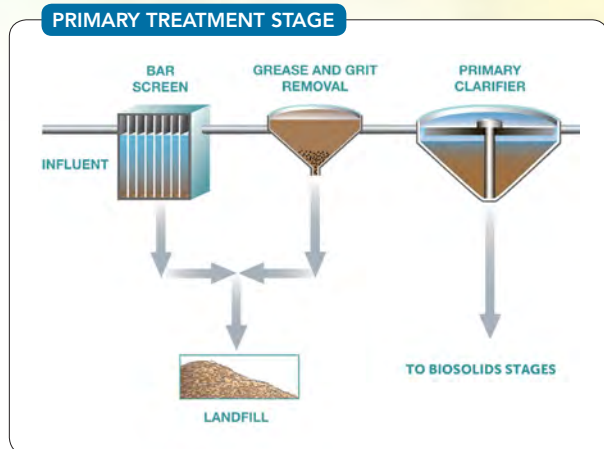 PRIMARY TREATMENT STAGE
BAR
SCREEN
GREASE AND GRIT
REMOVAL
PRIMARY
CLARIFIER
INFLUENT
TO BIOSOLIDS STAGES
LANDFILL